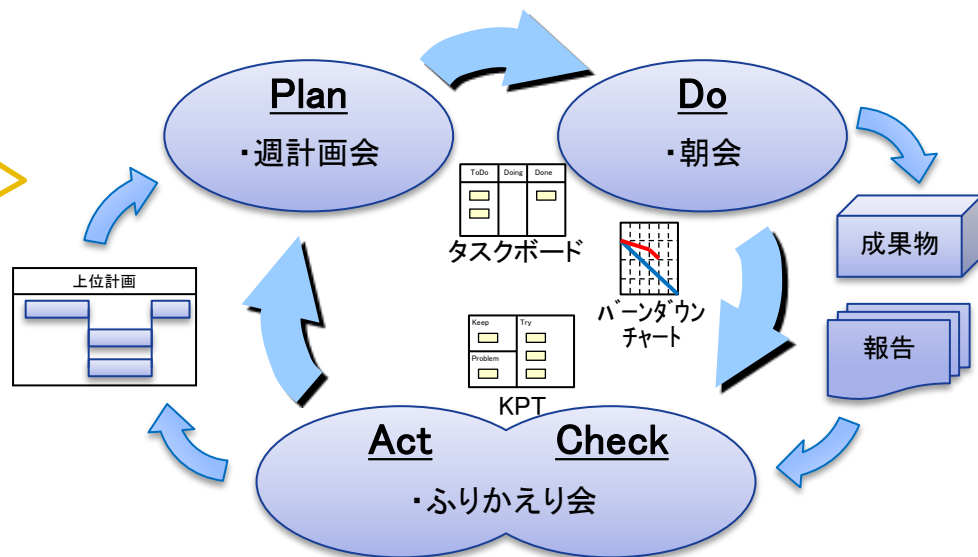 Plan
・週計画会
Do
・朝会
ToDo Doing Done
タスクボード
成果物
上位計画
バーンダウン
チャート
報告
Keep Try
Problem
KPT
Act Check
・ふりかえり会